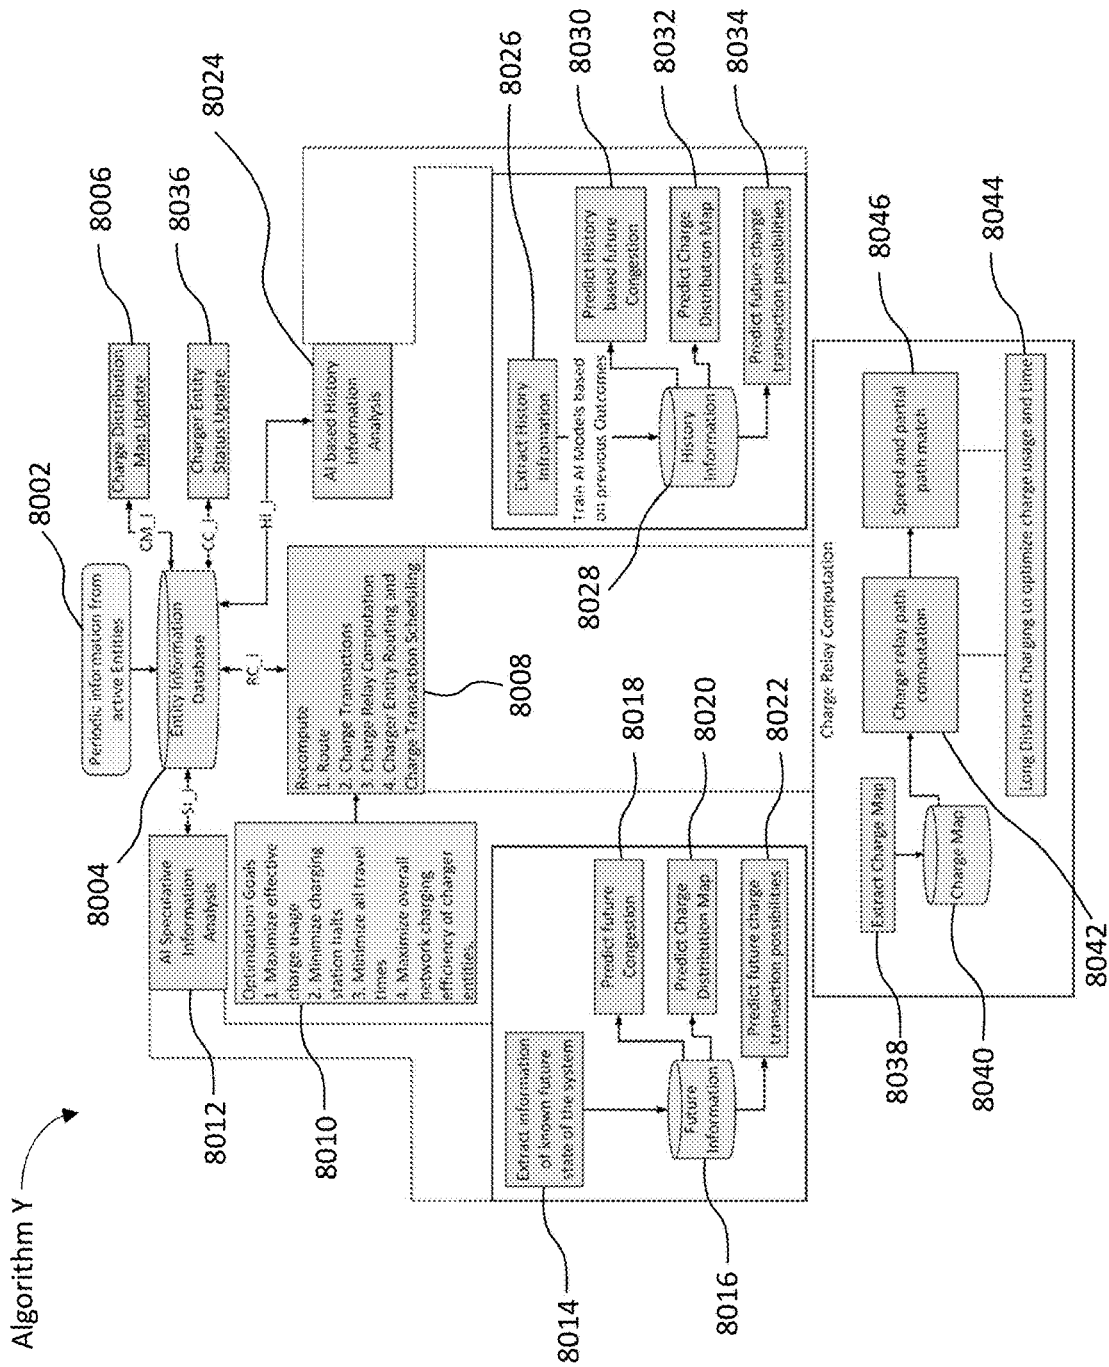 Algorithm Y
8002
Periodic information from
active Entities
8004
Entity Information
Database
8006
Charge Distribution
Map Update
8036
Charger Entity
Status Update
CM_i
CC_i
HI_i
RC_i
SI_i
8024
AI based History
Information
Analysis
8012
AI Speculative
Information
Analysis
8010
Optimization Goals
1. Maximize effective
charge usage
2. Minimize charging
station halts
3. Minimize all travel
times
4. Maximize overall
network charging
efficiency of charger
entities.
8008
Recompute:
1. Route
2. Charge Transactions
3. Charge Relay Computation
4. Charger Entity Routing and
Charge Transaction Scheduling
8014
Extract information
of known future
state of the system
8016
Future
Information
8018
Predict future
Congestion
8020
Predict Charge
Distribution Map
8022
Predict future charge
transaction possibilities
8026
Extract History
Infromation
Train AI Models based
on previous Outcomes
8028
History
Information
8030
Predict History
based future
Congestion
8032
Predict Charge
Distribution Map
8034
Predict future charge
transaction possibilities
Charge Relay Computation
8038
Extract Charge Map
8040
Charge Map
8042
Charge relay path
computation
8046
Speed and partial
path match
8044
Long Distance Charging to optimize charge usage and time